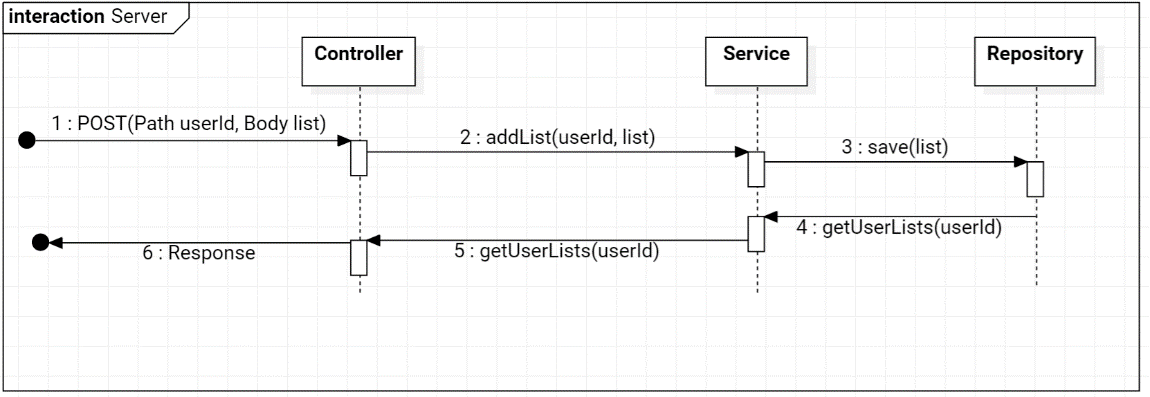 interaction Server
Controller
Service
Repository
1 : POST(Path userId, Body list)
2 : addList(userId, list)
3 : save(list)
4 : getUserLists(userId)
5 : getUserLists(userId)
6 : Response